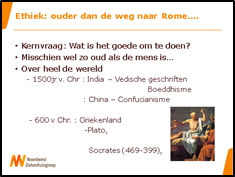 Ethiek: ouder dan de weg naar Rome....
• Kernvraag: Wat is het goede om te doen?
• Misschien wel zo oud als de mens is...
• Over heel de wereld
- 1500jr v. Chr : India – Vedische geschriften
Boeddhisme
: China – Confucianisme
- 600 v Chr. : Griekenland
-Plato,
Socrates (469-399),
Noordwest
Ziekenhuisgroep